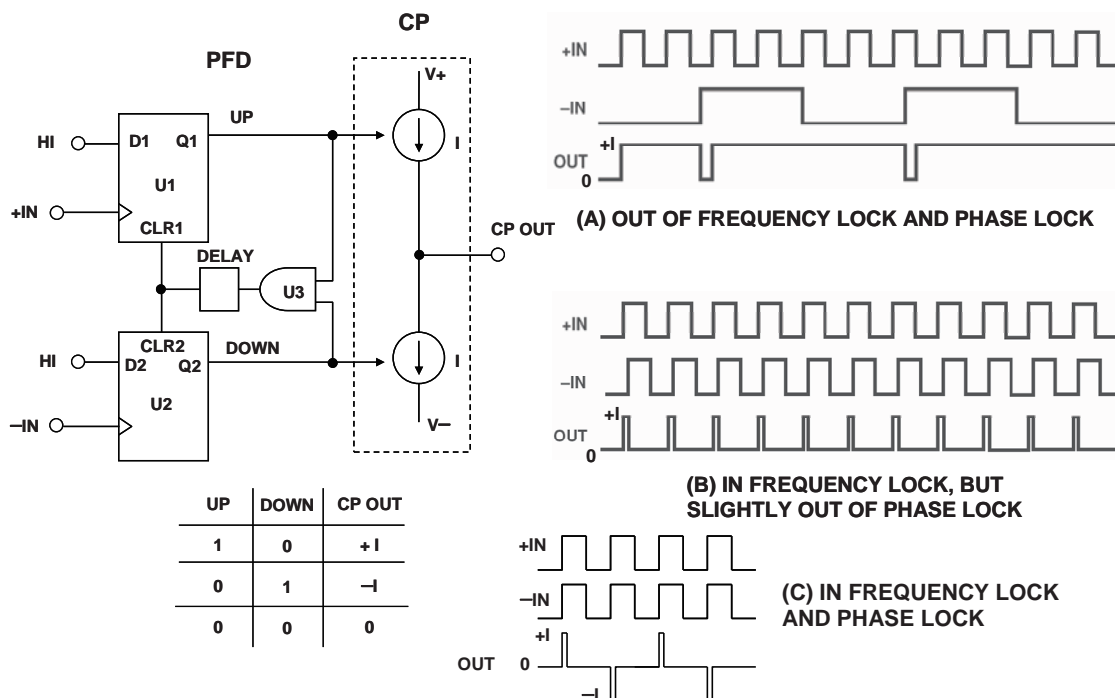 CP
PFD
V+
UP
HI
D1
Q1
I
U1
+IN
CLR1
CP OUT
DELAY
U3
CLR2
DOWN
HI
D2
Q2
I
U2
–IN
V–
UP
DOWN
CP OUT
1
0
+ I
0
1
–I
0
0
0
+IN
–IN
+I
OUT
0
(A) OUT OF FREQUENCY LOCK AND PHASE LOCK
+IN
–IN
+I
OUT
0
(B) IN FREQUENCY LOCK, BUT
SLIGHTLY OUT OF PHASE LOCK
+IN
–IN
+I
OUT
0
–I
(C) IN FREQUENCY LOCK
AND PHASE LOCK